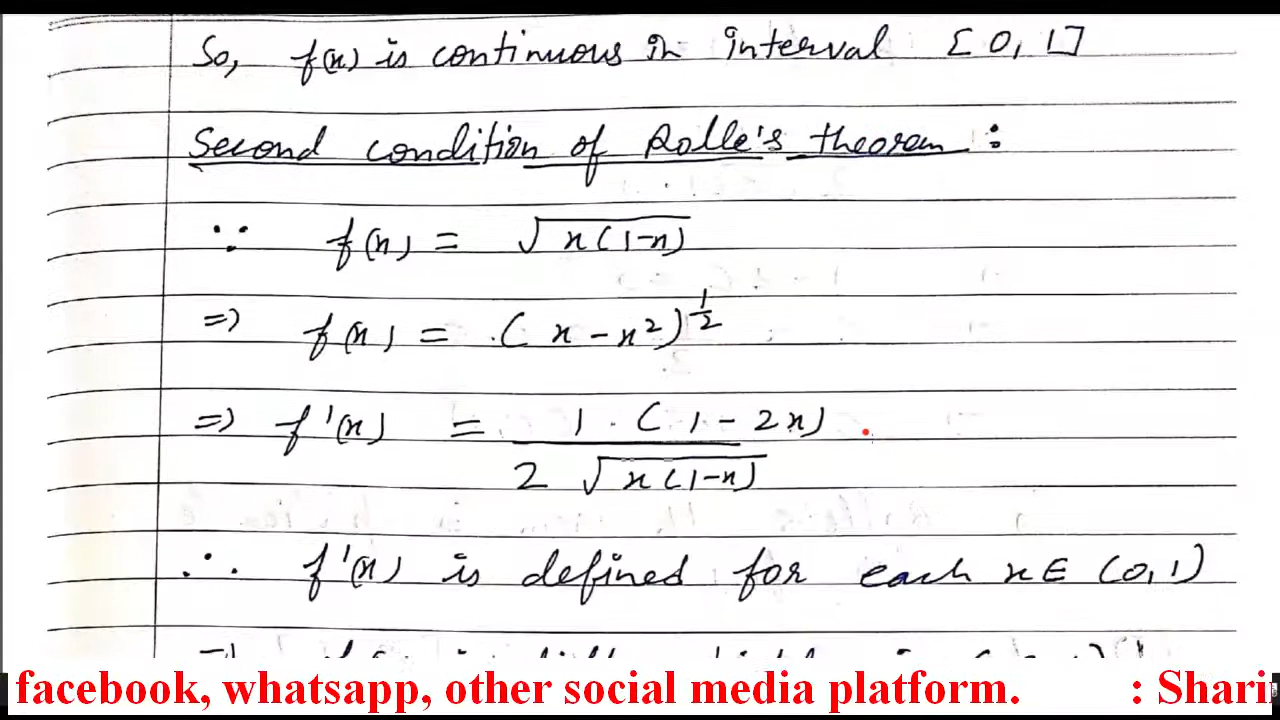 So, f(x) is continuous in interval [0, 1]
Second condition of Rolle's theorem :
∵ f(x) = √x(1-x)
⇒ f(x) = (x - x²)^1/2
⇒ f'(x) = 1 . (1 - 2x)
2 √x(1-x)
∴ f'(x) is defined for each x ∈ (0, 1)
facebook, whatsapp, other social media platform. : Shari